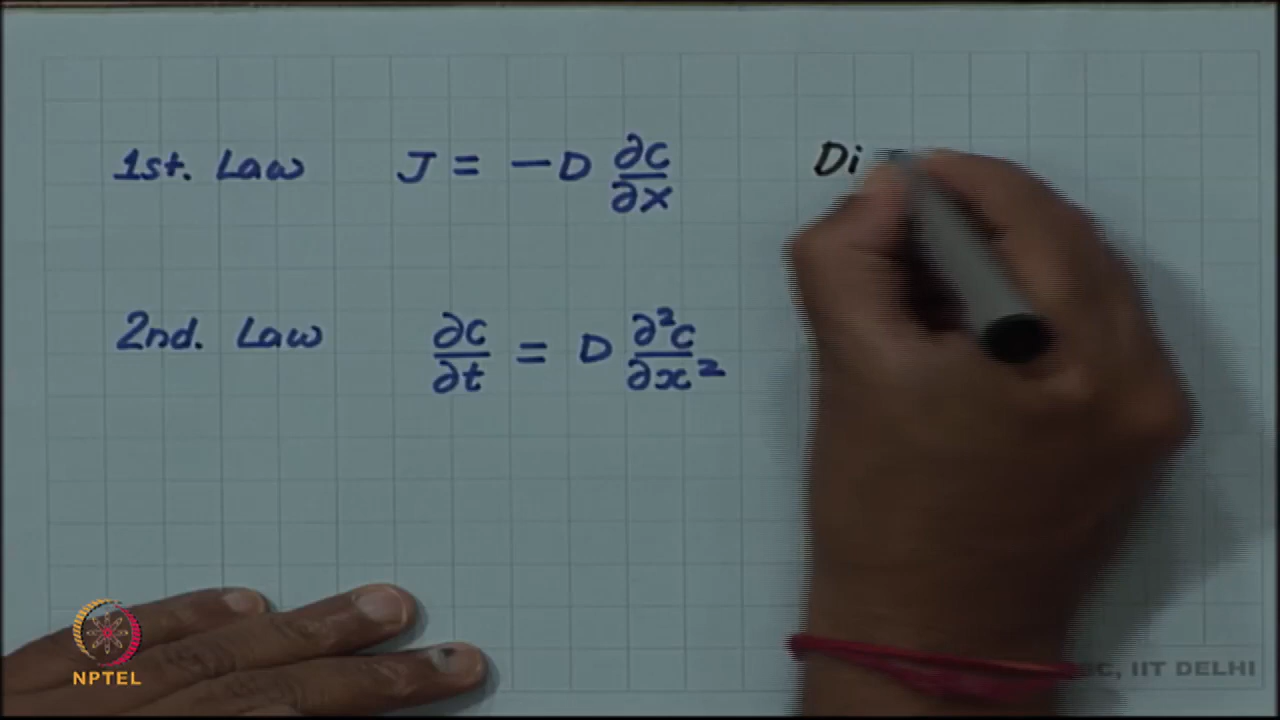 1st. Law J = -D ∂C/∂x Di
2nd. Law ∂C/∂t = D ∂²C/∂x²
NPTEL
C, IIT DELHI